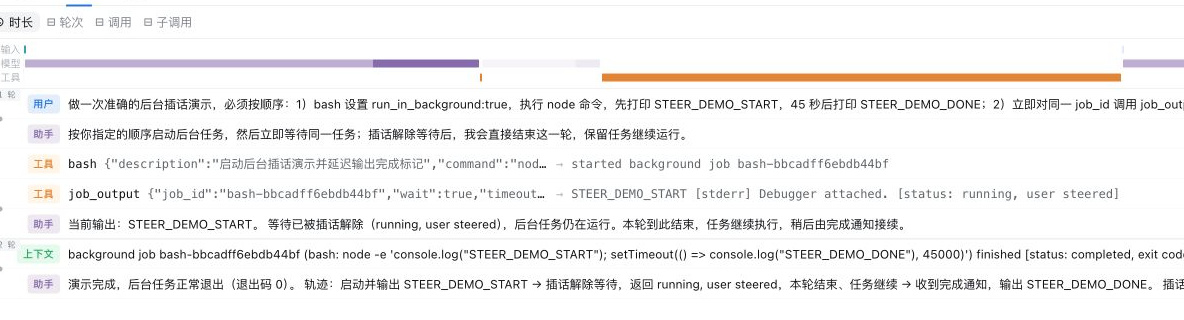 时长 轮次 调用 子调用
输入
模型
工具
轮
用户 做一次准确的后台插话演示，必须按顺序：1）bash 设置 run_in_background:true，执行 node 命令，先打印 STEER_DEMO_START，45 秒后打印 STEER_DEMO_DONE；2）立即对同一 job_id 调用
助手 按你指定的顺序启动后台任务，然后立即等待同一任务；插话解除等待后，我会直接结束这一轮，保留任务继续运行。
工具 bash {"description":"启动后台插话演示并延迟输出完成标记","command":"nod… → started background job bash-bbcadff6ebdb44bf
工具 job_output {"job_id":"bash-bbcadff6ebdb44bf","wait":true,"timeout… → STEER_DEMO_START [stderr] Debugger attached. [status: running, user steered]
助手 当前输出：STEER_DEMO_START。 等待已被插话解除（running, user steered），后台任务仍在运行。本轮到此结束，任务继续执行，稍后由完成通知接续。
轮
上下文 background job bash-bbcadff6ebdb44bf (bash: node -e 'console.log("STEER_DEMO_START"); setTimeout(() => console.log("STEER_DEMO_DONE"), 45000)') finished [status: completed, exit
助手 演示完成，后台任务正常退出（退出码 0）。 轨迹：启动并输出 STEER_DEMO_START → 插话解除等待，返回 running, user steered，本轮结束、任务继续 → 收到完成通知，输出 STEER_DEMO_DONE。 插话